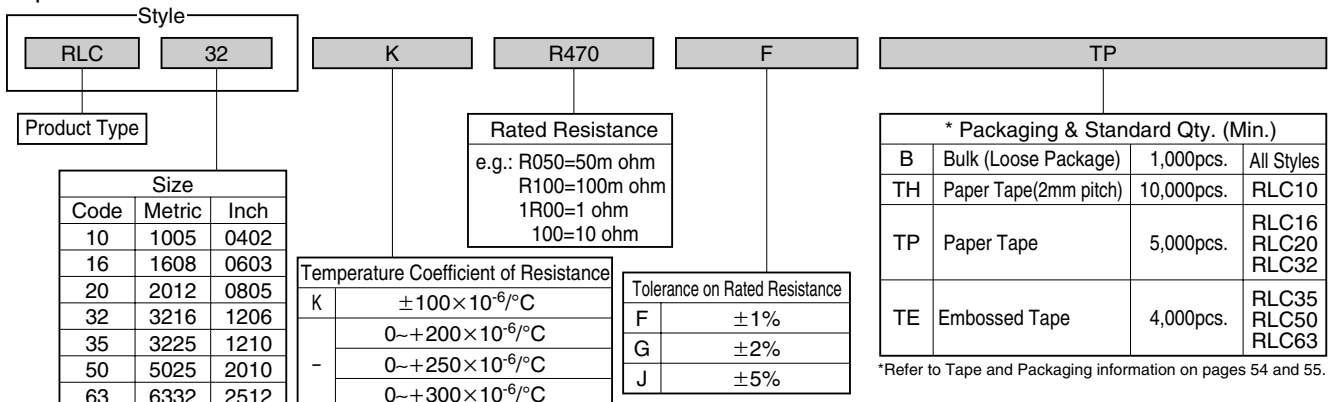 Style
RLC 32 K R470 F TP
Product Type
Size
Code Metric Inch
10 1005 0402
16 1608 0603
20 2012 0805
32 3216 1206
35 3225 1210
50 5025 2010
63 6332 2512
Temperature Coefficient of Resistance
K ±100×10-6/°C
– 0~+200×10-6/°C
0~+250×10-6/°C
0~+300×10-6/°C
Rated Resistance
e.g.: R050=50m ohm
R100=100m ohm
1R00=1 ohm
100=10 ohm
Tolerance on Rated Resistance
F ±1%
G ±2%
J ±5%
* Packaging & Standard Qty. (Min.)
B Bulk (Loose Package) 1,000pcs. All Styles
TH Paper Tape(2mm pitch) 10,000pcs. RLC10
TP Paper Tape 5,000pcs. RLC16
RLC20
RLC32
TE Embossed Tape 4,000pcs. RLC35
RLC50
RLC63
*Refer to Tape and Packaging information on pages 54 and 55.